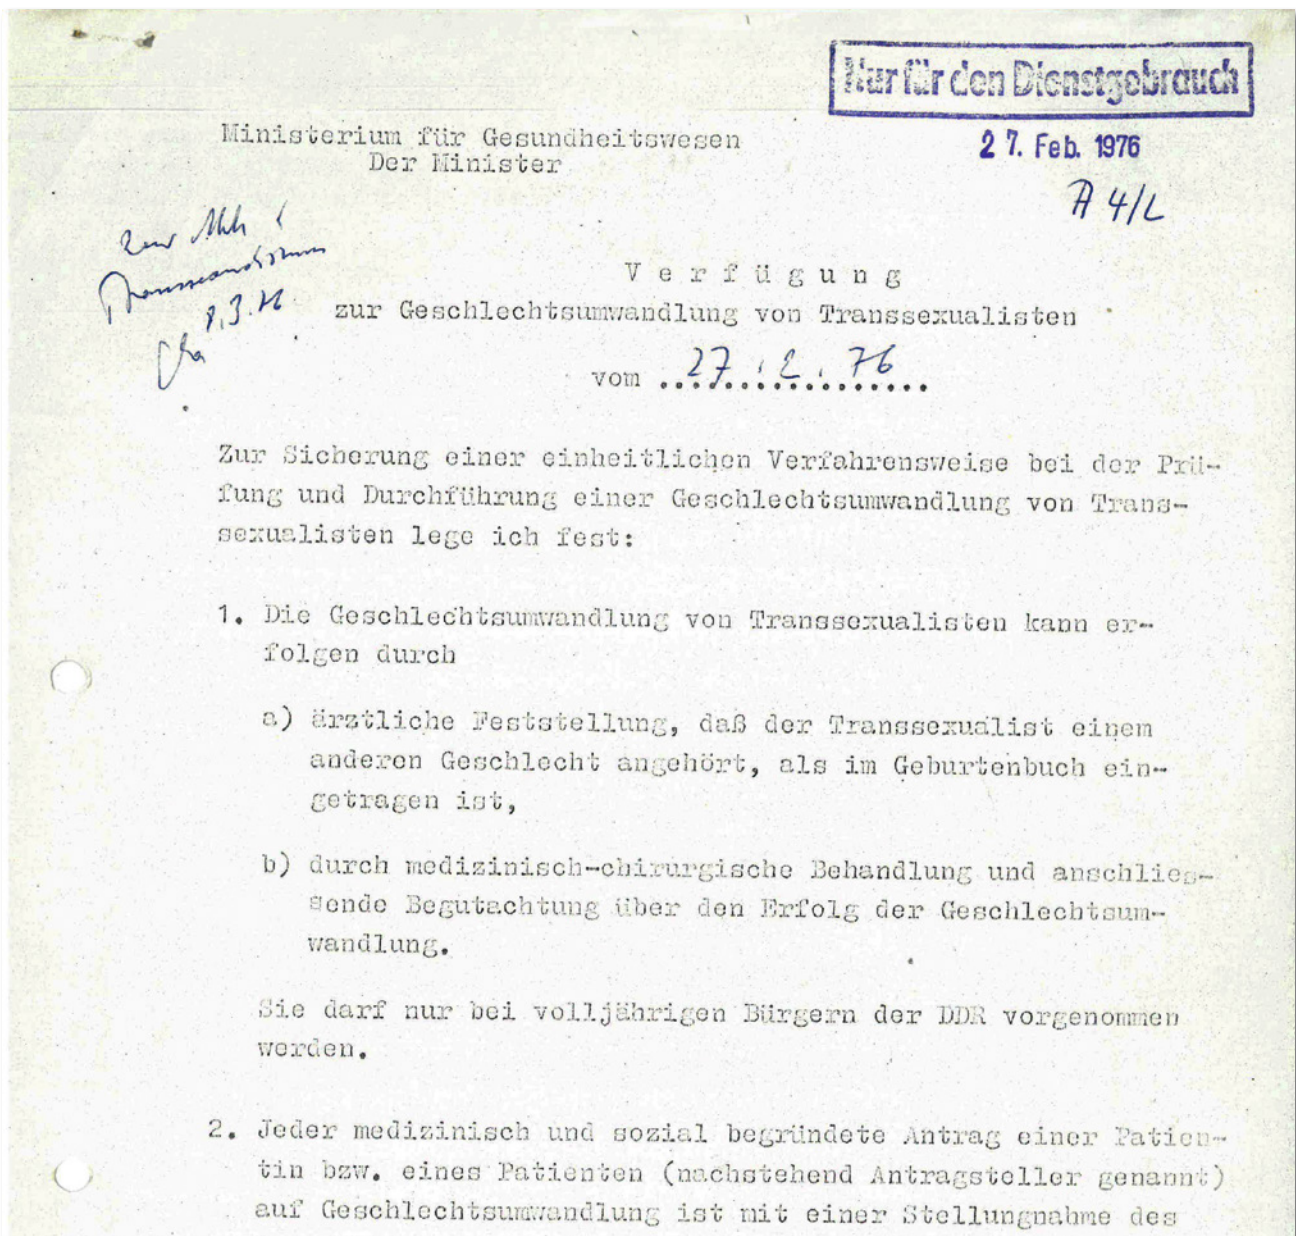 Nur für den Dienstgebrauch
Ministerium für Gesundheitswesen
Der Minister
27. Feb. 1976
A 4/L
zur
8.3.76
V e r f ü g u n g
zur Geschlechtsumwandlung von Transsexualisten
vom 27.2.76
Zur Sicherung einer einheitlichen Verfahrensweise bei der Prü-
fung und Durchführung einer Geschlechtsumwandlung von Trans-
sexualisten lege ich fest:
1. Die Geschlechtsumwandlung von Transsexualisten kann er-
folgen durch
a) ärztliche Feststellung, daß der Transsexualist einem
anderen Geschlecht angehört, als im Geburtenbuch ein-
getragen ist,
b) durch medizinisch-chirurgische Behandlung und anschlies-
sende Begutachtung über den Erfolg der Geschlechtsum-
wandlung.
Sie darf nur bei volljährigen Bürgern der DDR vorgenommen
werden.
2. Jeder medizinisch und sozial begründete Antrag einer Patien-
tin bzw. eines Patienten (nachstehend Antragsteller genannt)
auf Geschlechtsumwandlung ist mit einer Stellungnahme des